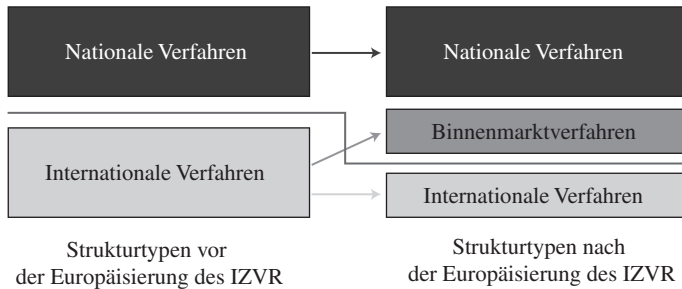 Nationale Verfahren
Nationale Verfahren
Binnenmarktverfahren
Internationale Verfahren
Internationale Verfahren
Strukturtypen vor
der Europäisierung des IZVR
Strukturtypen nach
der Europäisierung des IZVR